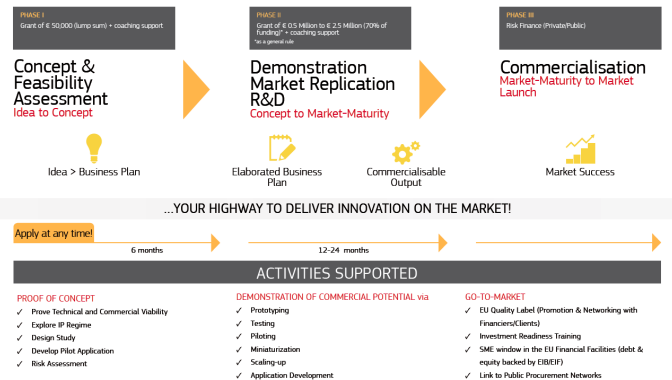 PHASE I
Grant of € 50,000 (lump sum) + coaching support
PHASE II
Grant of € 0.5 Million to € 2.5 Million (70% of
funding)* + coaching support
*as a general rule
PHASE III
Risk Finance (Private/Public)
Concept &
Feasibility
Assessment
Idea to Concept
Demonstration
Market Replication
R&D
Concept to Market-Maturity
Commercialisation
Market-Maturity to Market
Launch
Idea > Business Plan
Elaborated Business
Plan
Commercialisable
Output
Market Success
...YOUR HIGHWAY TO DELIVER INNOVATION ON THE MARKET!
Apply at any time!
6 months
12-24 months
ACTIVITIES SUPPORTED
PROOF OF CONCEPT
✓ Prove Technical and Commercial Viability
✓ Explore IP Regime
✓ Design Study
✓ Develop Pilot Application
✓ Risk Assessment
DEMONSTRATION OF COMMERCIAL POTENTIAL via
✓ Prototyping
✓ Testing
✓ Piloting
✓ Miniaturization
✓ Scaling-up
✓ Application Development
GO-TO-MARKET
✓ EU Quality Label (Promotion & Networking with
Financiers/Clients)
✓ Investment Readiness Training
✓ SME window in the EU Financial Facilities (debt &
equity backed by EIB/EIF)
✓ Link to Public Procurement Networks